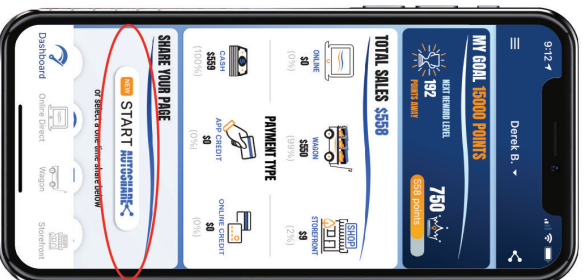 9:12
Derek B.
MY GOAL 15000 POINTS
NEXT REWARD LEVEL
192
POINTS AWAY
750
558 points
TOTAL SALES $558
ONLINE
$0
(0%)
WAGON
$550
(99%)
SHOP
STOREFRONT
$9
(2%)
PAYMENT TYPE
CASH
$559
(100%)
APP CREDIT
$0
(0%)
ONLINE CREDIT
$0
(0%)
SHARE YOUR PAGE
NEW START AUTOSHARE
or select a one-time share below
Dashboard
Online Direct
Wagon
Storefront